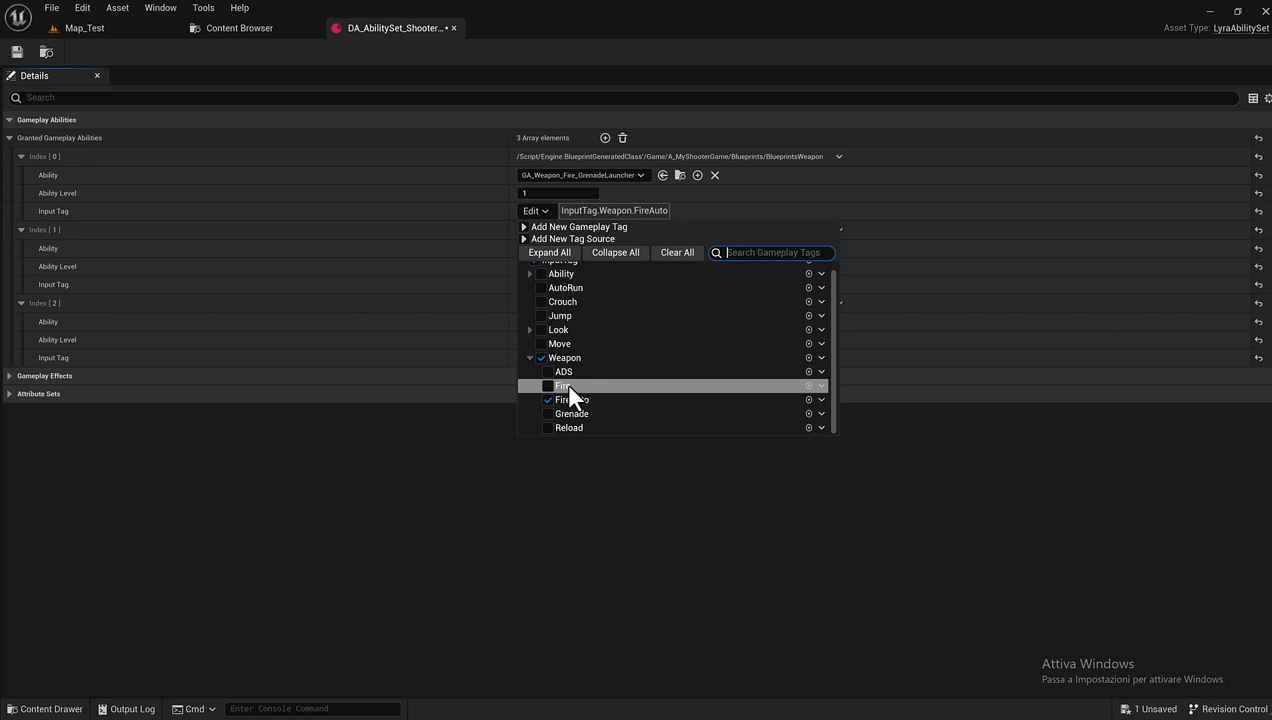 File Edit Asset Window Tools Help
Map_Test Content Browser DA_AbilitySet_Shooter...•
Asset Type: LyraAbilitySet
Details
Search
Gameplay Abilities
Granted Gameplay Abilities 3 Array elements
Index [ 0 ] /Script/Engine.BlueprintGeneratedClass'/Game/A_MyShooterGame/Blueprints/BlueprintsWeapon
Ability GA_Weapon_Fire_GrenadeLauncher
Ability Level 1
Input Tag Edit InputTag.Weapon.FireAuto
Add New Gameplay Tag
Index [ 1 ]
Add New Tag Source
Ability Expand All Collapse All Clear All Search Gameplay Tags
Ability Level
Input Tag
Index [ 2 ]
Ability
Ability Level
Input Tag
Ability
AutoRun
Crouch
Jump
Look
Move
Weapon
ADS
Fire
Grenade
Reload
Gameplay Effects
Attribute Sets
Attiva Windows
Passa a Impostazioni per attivare Windows.
Content Drawer Output Log Cmd Enter Console Command 1 Unsaved Revision Control